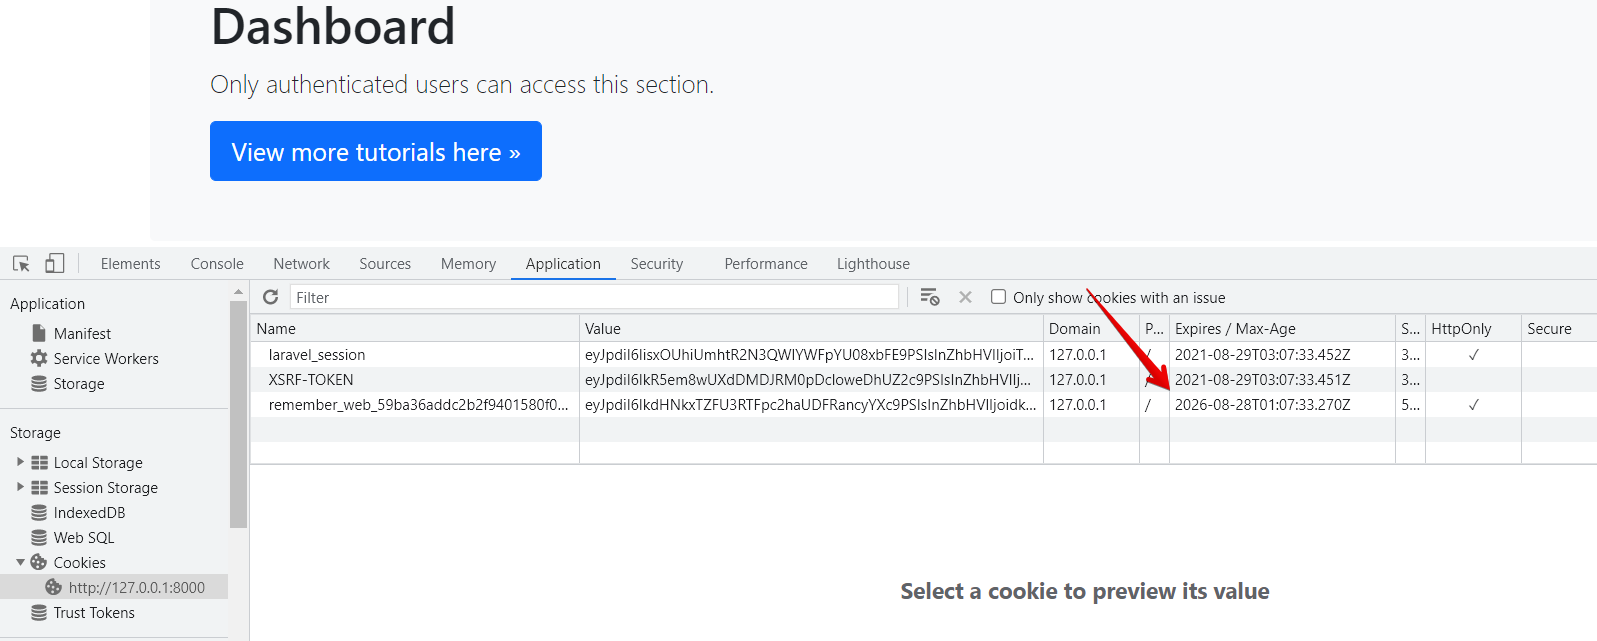 Dashboard
Only authenticated users can access this section.
View more tutorials here »
Elements Console Network Sources Memory Application Security Performance Lighthouse
Application
Manifest
Service Workers
Storage
Storage
Local Storage
Session Storage
IndexedDB
Web SQL
Cookies
http://127.0.0.1:8000
Trust Tokens
Filter Only show cookies with an issue
Name Value Domain P... Expires / Max-Age S... HttpOnly Secure
laravel_session 127.0.0.1 / 2021-08-29T03:07:33.452Z 3... ✓
XSRF-TOKEN 127.0.0.1 / 2021-08-29T03:07:33.451Z 3...
remember_web_59ba36addc2b2f9401580f0... 127.0.0.1 / 2026-08-28T01:07:33.270Z 5... ✓
Select a cookie to preview its value